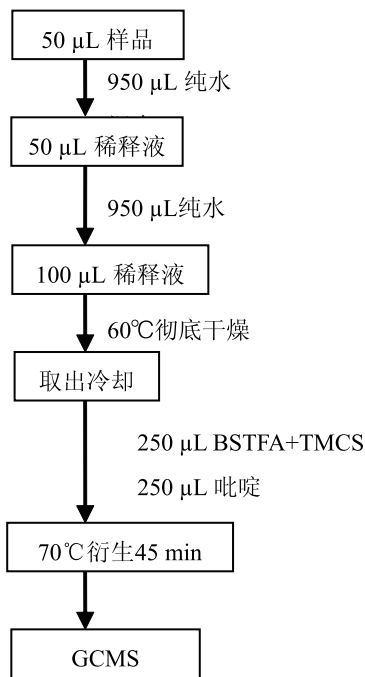 50 μL 样品
950 μL 纯水
50 μL 稀释液
950 μL纯水
100 μL 稀释液
60℃彻底干燥
取出冷却
250 μL BSTFA+TMCS
250 μL 吡啶
70℃衍生45 min
GCMS